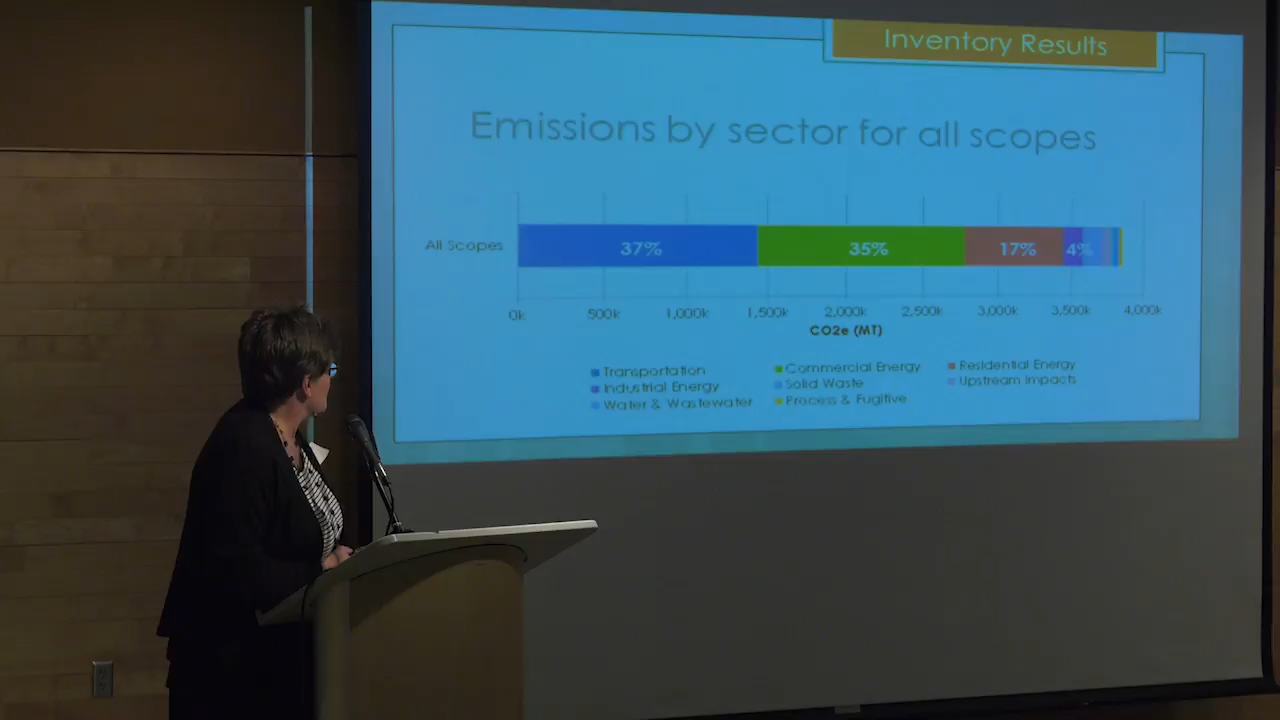 Inventory Results
Emissions by sector for all scopes
All Scopes 37% 35% 17% 4%
0k 500k 1,000k 1,500k 2,000k 2,500k 3,000k 3,500k 4,000k
CO2e (MT)
Transportation Commercial Energy Residential Energy
Industrial Energy Solid Waste Upstream Impacts
Water & Wastewater Process & Fugitive